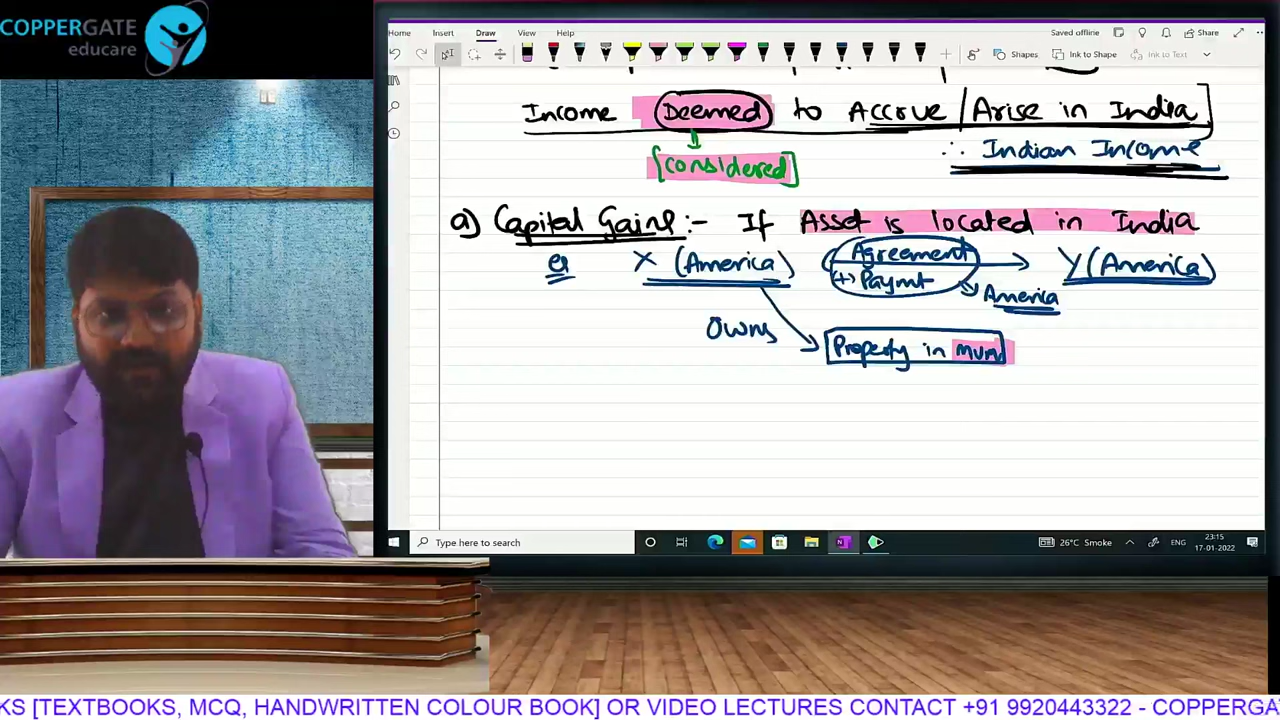 COPPERGATE
educare
Home Insert Draw View Help
Saved offline
Share
Shapes
Ink to Shape
Ink to Text
Income Deemed to Accrue / Arise in India
[considered]
∴ Indian Income
a) Capital Gains :- If Asset is located in India
eg X (America) Agreement Y (America)
(+) Paymt
America
Owns
Property in mum
Type here to search
26°C Smoke
ENG
23:15
17-01-2022
KS [TEXTBOOKS, MCQ, HANDWRITTEN COLOUR BOOK] OR VIDEO LECTURES CONTACT +91 9920443322 - COPPERGA